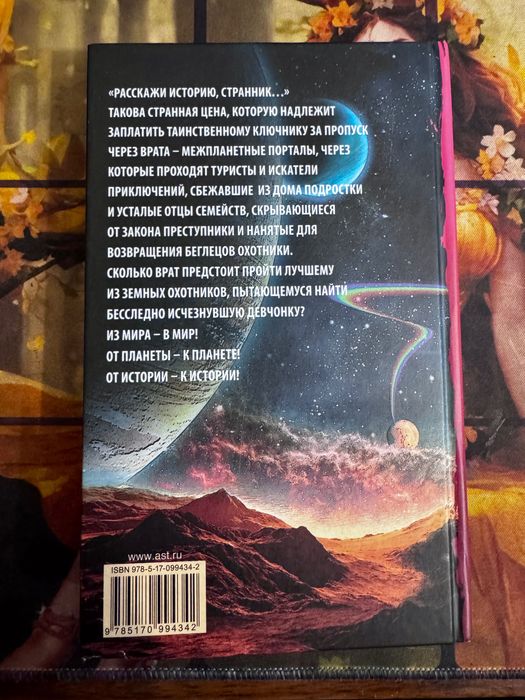 «РАССКАЖИ ИСТОРИЮ, СТРАННИК...»
ТАКОВА СТРАННАЯ ЦЕНА, КОТОРУЮ НАДЛЕЖИТ
ЗАПЛАТИТЬ ТАИНСТВЕННОМУ КЛЮЧНИКУ ЗА ПРОПУСК
ЧЕРЕЗ ВРАТА – МЕЖПЛАНЕТНЫЕ ПОРТАЛЫ, ЧЕРЕЗ
КОТОРЫЕ ПРОХОДЯТ ТУРИСТЫ И ИСКАТЕЛИ
ПРИКЛЮЧЕНИЙ, СБЕЖАВШИЕ ИЗ ДОМА ПОДРОСТКИ
И УСТАЛЫЕ ОТЦЫ СЕМЕЙСТВ, СКРЫВАЮЩИЕСЯ
ОТ ЗАКОНА ПРЕСТУПНИКИ И НАНЯТЫЕ ДЛЯ
ВОЗВРАЩЕНИЯ БЕГЛЕЦОВ ОХОТНИКИ.
СКОЛЬКО ВРАТ ПРЕДСТОИТ ПРОЙТИ ЛУЧШЕМУ
ИЗ ЗЕМНЫХ ОХОТНИКОВ, ПЫТАЮЩЕМУСЯ НАЙТИ
БЕССЛЕДНО ИСЧЕЗНУВШУЮ ДЕВЧОНКУ?
ИЗ МИРА – В МИР!
ОТ ПЛАНЕТЫ – К ПЛАНЕТЕ!
ОТ ИСТОРИИ – К ИСТОРИИ!
www.ast.ru
ISBN 978-5-17-099434-2
9 785170 994342